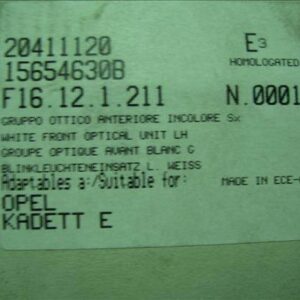 20411120 E3
15654630B HOMOLOGATED
F16.12.1.211 N.0001
GRUPPO OTTICO ANTERIORE INCOLORE Sx
WHITE FRONT OPTICAL UNIT LH
GROUPE OPTIQUE AVANT BLANC G
BLINKLEUCHTENEINSATZ L. WEISS
Adaptables a:/Suitable for: MADE IN ECE-
OPEL
KADETT E